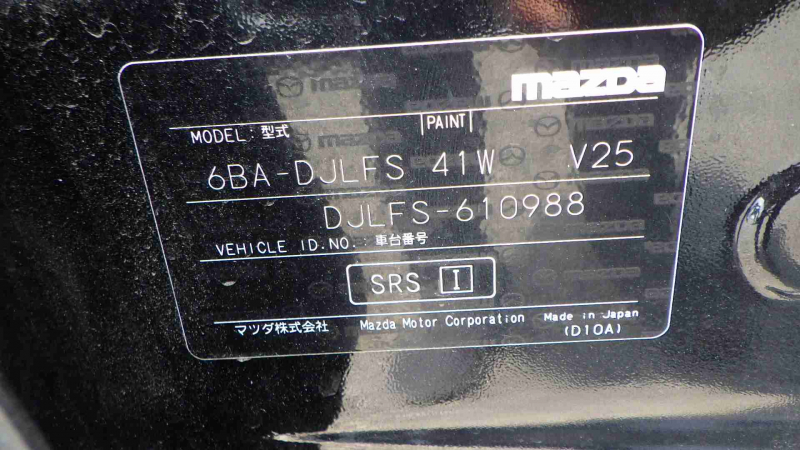 mazda
MODEL: 型式 PAINT
6BA-DJLFS 41W V25
DJLFS-610988
VEHICLE ID.NO.: 車台番号
SRS I
マツダ株式会社 Mazda Motor Corporation Made in Japan
(D10A)